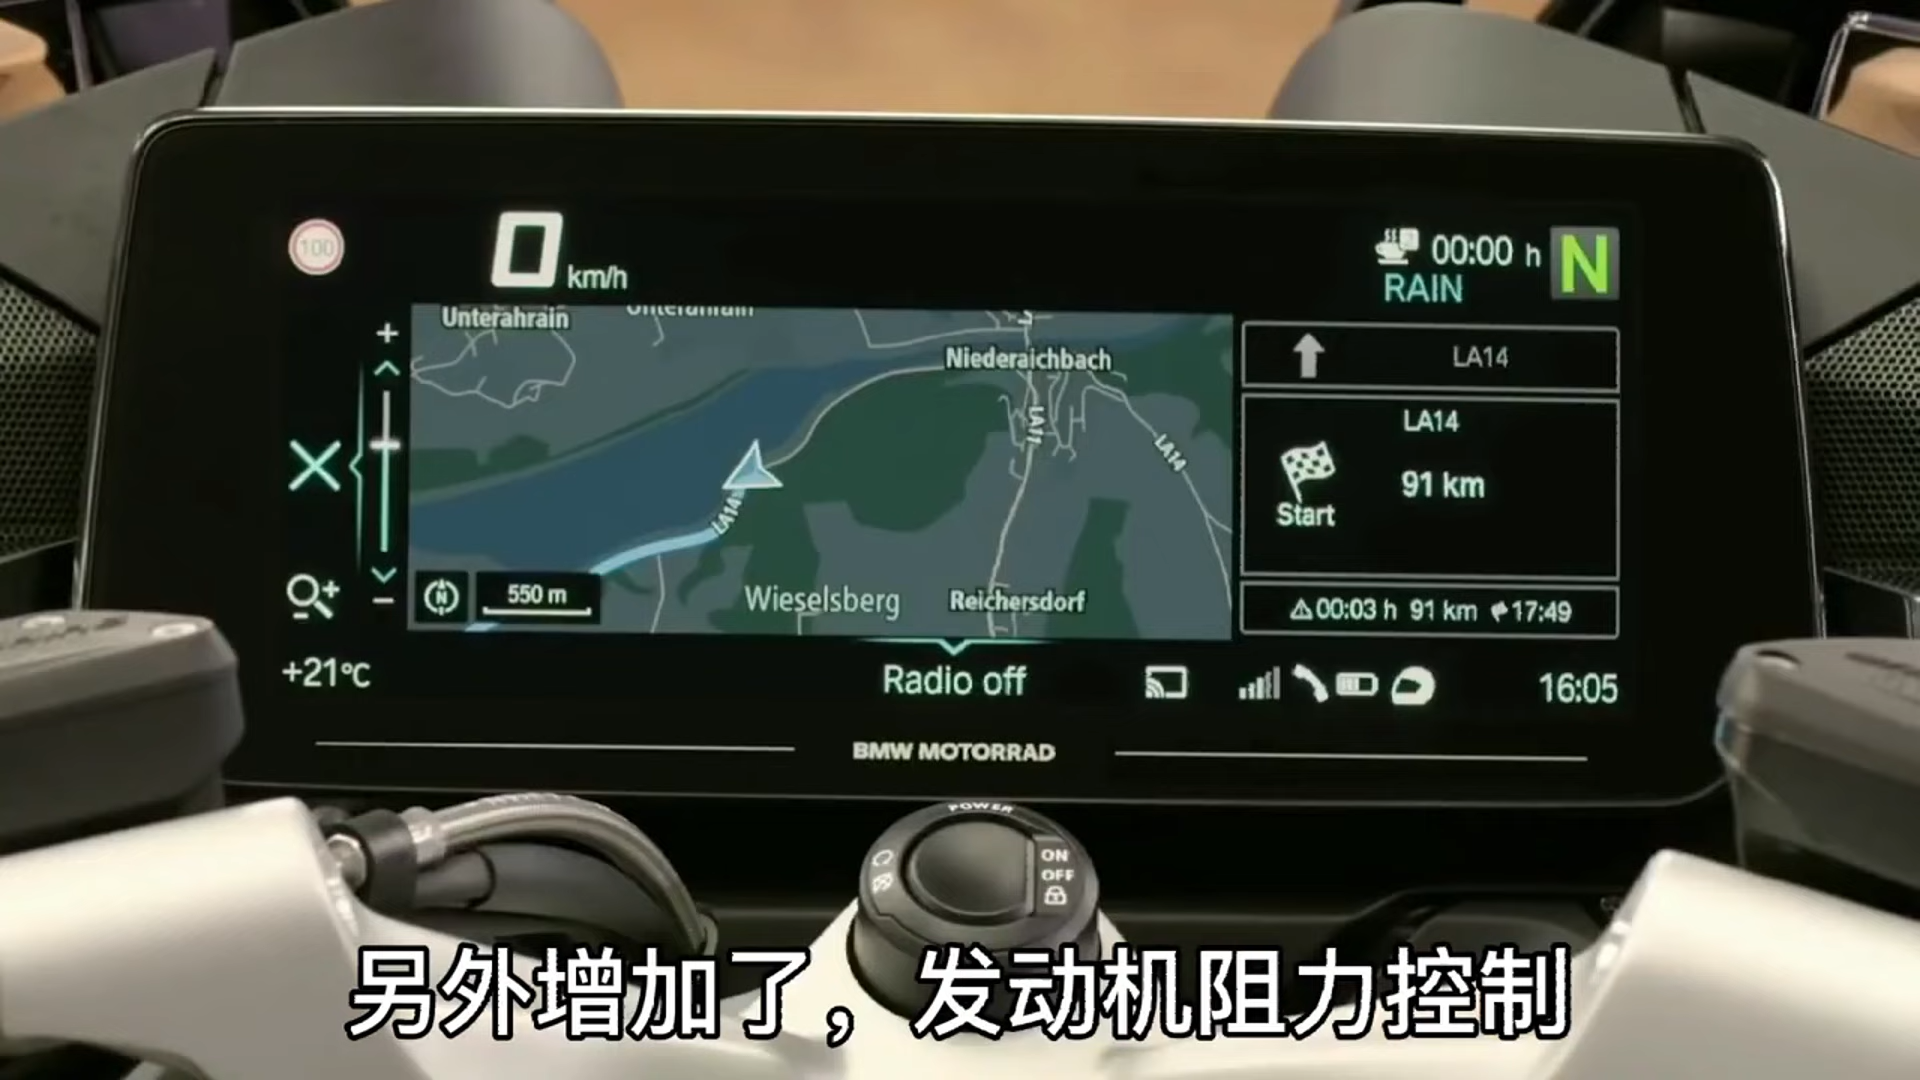 100
0 km/h
00:00 h
RAIN
N
Unterahrain
Unterahrain
Niederaichbach
LA11
LA14
LA14
Wieselsberg
Reichersdorf
N
550 m
+
−
LA14
LA14
91 km
Start
00:03 h 91 km 17:49
+21°C
Radio off
16:05
BMW MOTORRAD
POWER
ON
OFF
另外增加了，发动机阻力控制